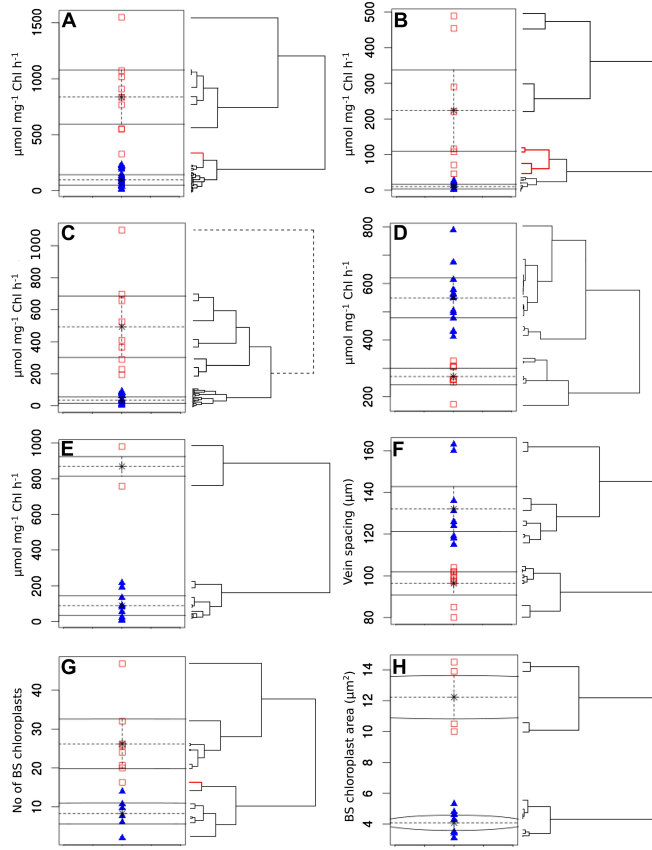 A
µmol mg⁻¹ Chl h⁻¹
1500
1000
500
0
B
µmol mg⁻¹ Chl h⁻¹
500
400
300
200
100
0
C
µmol mg⁻¹ Chl h⁻¹
1000
800
600
400
200
0
D
µmol mg⁻¹ Chl h⁻¹
800
600
400
200
E
µmol mg⁻¹ Chl h⁻¹
1000
800
600
400
200
0
F
Vein spacing (µm)
160
140
120
100
80
G
No of BS chloroplasts
40
30
20
10
H
BS chloroplast area (µm²)
14
12
10
8
6
4